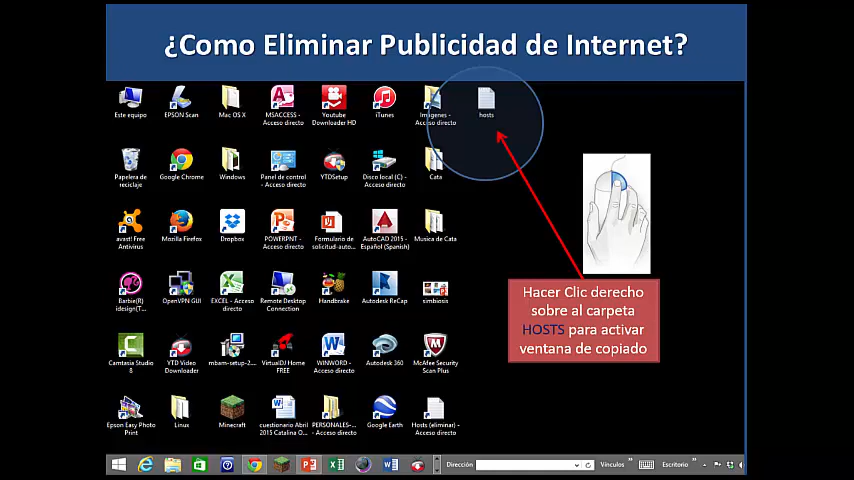 ¿Como Eliminar Publicidad de Internet?
Este equipo
EPSON Scan
Mac OS X
MSACCESS -
Acceso directo
Youtube
Downloader HD
iTunes
Imágenes -
Acceso directo
hosts
Papelera de
reciclaje
Google Chrome
Windows
Panel de control
- Acceso directo
YTDSetup
Disco local (C) -
Acceso directo
Cata
avast! Free
Antivirus
Mozilla Firefox
Dropbox
POWERPNT -
Acceso directo
Formulario de
solicitud-auto...
AutoCAD 2015 -
Español (Spanish)
Musica de Cata
Barbie(R)
iDesign(T...
OpenVPN GUI
EXCEL - Acceso
directo
Remote Desktop
Connection
Handbrake
Autodesk ReCap
simbiosis
Hacer Clic derecho
sobre al carpeta
HOSTS para activar
ventana de copiado
Camtasia Studio
8
YTD Video
Downloader
mbam-setup-2....
VirtualDJ Home
FREE
WINWORD -
Acceso directo
Autodesk 360
McAfee Security
Scan Plus
Epson Easy Photo
Print
Linux
Minecraft
cuestionario Abril
2015 Catalina O...
PERSONALES-...
Acceso directo
Google Earth
Hosts (eliminar) -
Acceso directo
Dirección
Vínculos
Escritorio